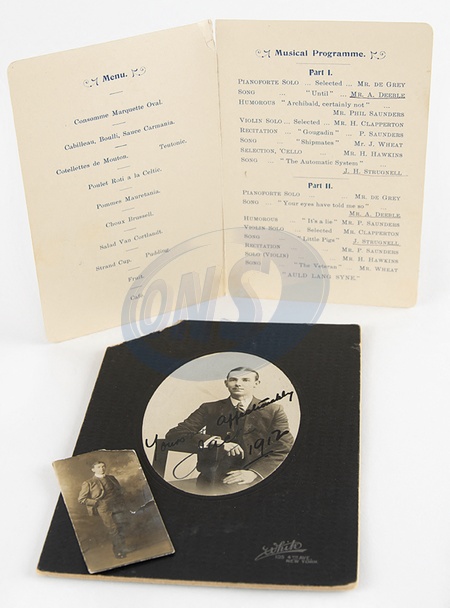 Menu.
Consomme Marquette Oval.
Cabilleau, Boulli, Sauce Carmania.
Cotellettes de Mouton. Teutonic.
Poulet Roti a la Celtic.
Pommes Mauretania.
Choux Brussell.
Salad Van Cortlandt.
Strand Cup. Pudding.
Fruit.
Café
Musical Programme.
Part I.
PIANOFORTE SOLO ... Selected ... MR. DE GREY
SONG ... "Until" ... MR. A. DEEBLE
HUMOROUS "Archibald, certainly not" ...
MR. PHIL SAUNDERS
VIOLIN SOLO ... Selected ... MR. H. CLAPPERTON
RECITATION ... "Gougadin" ... P. SAUNDERS
SONG ... "Shipmates" MR. J. WHEAT
SELECTION, 'CELLO ... MR. H. HAWKINS
SONG ... "The Automatic System"
J. H. STRUGNELL
Part II.
PIANOFORTE SOLO ... ... MR. DE GREY
SONG ... "Your eyes have told me so" ...
MR. A. DEEBLE
HUMOROUS ... "It's a lie" MR. P. SAUNDERS
VIOLIN SOLO ... Selected MR. CLAPPERTON
SONG ... "Little Pigs" J. STRUGNELL
RECITATION ... MR. P. SAUNDERS
SOLO (VIOLIN) ... MR. H. HAWKINS
SONG ... "The Veteran" ... MR. WHEAT
"AULD LANG SYNE."
ONS
Yours affectionately
1912
White
NEW YORK